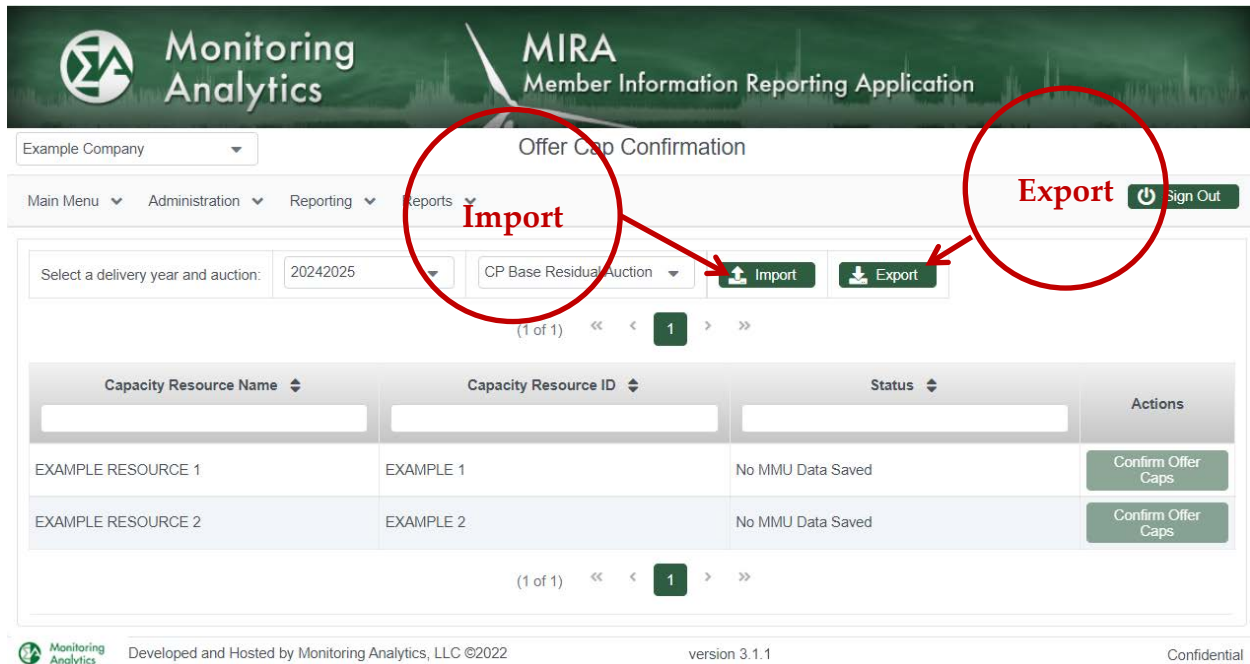 Monitoring
Analytics
MIRA
Member Information Reporting Application
Example Company
Offer Cap Confirmation
Main Menu Administration Reporting Reports Import Export Sign Out
Select a delivery year and auction: 20242025 CP Base Residual Auction Import Export
(1 of 1) << < 1 > >>
Capacity Resource Name Capacity Resource ID Status Actions
EXAMPLE RESOURCE 1 EXAMPLE 1 No MMU Data Saved Confirm Offer
Caps
EXAMPLE RESOURCE 2 EXAMPLE 2 No MMU Data Saved Confirm Offer
Caps
(1 of 1) << < 1 > >>
Monitoring
Analytics
Developed and Hosted by Monitoring Analytics, LLC ©2022 version 3.1.1 Confidential